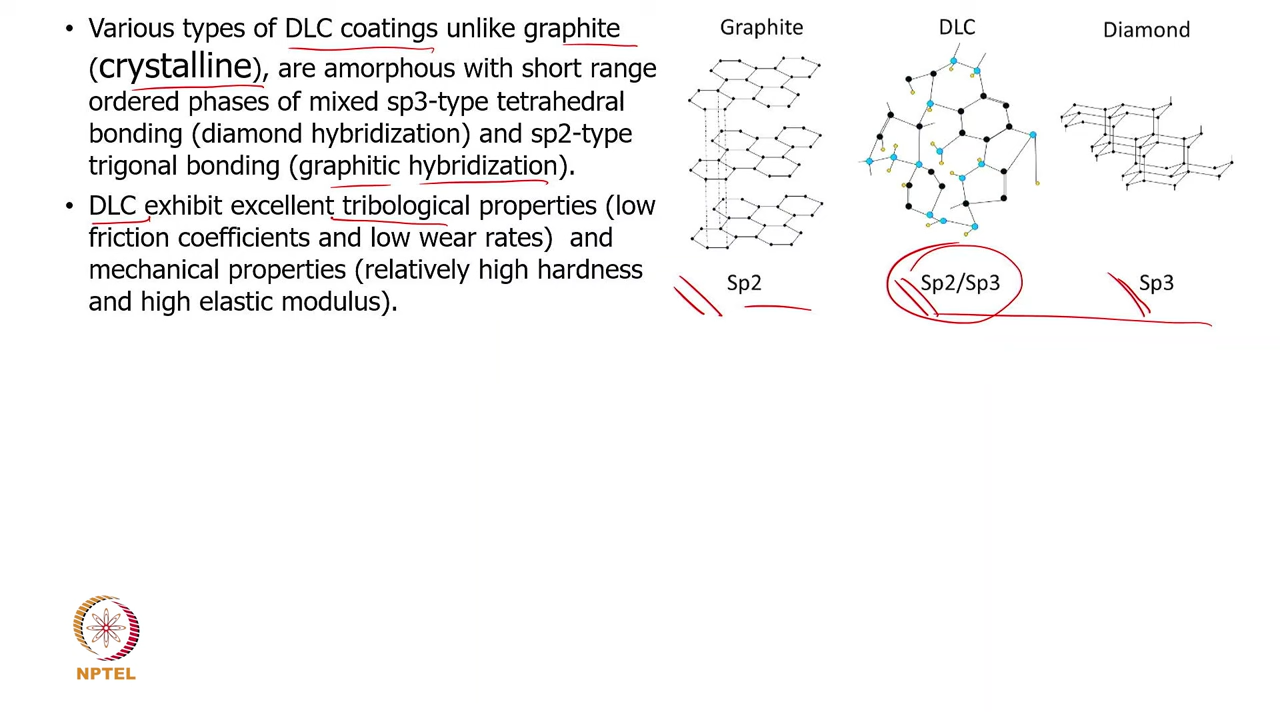 • Various types of DLC coatings unlike graphite
(crystalline), are amorphous with short range
ordered phases of mixed sp3-type tetrahedral
bonding (diamond hybridization) and sp2-type
trigonal bonding (graphitic hybridization).
• DLC exhibit excellent tribological properties (low
friction coefficients and low wear rates) and
mechanical properties (relatively high hardness
and high elastic modulus).
Graphite
DLC
Diamond
Sp2
Sp2/Sp3
Sp3
NPTEL